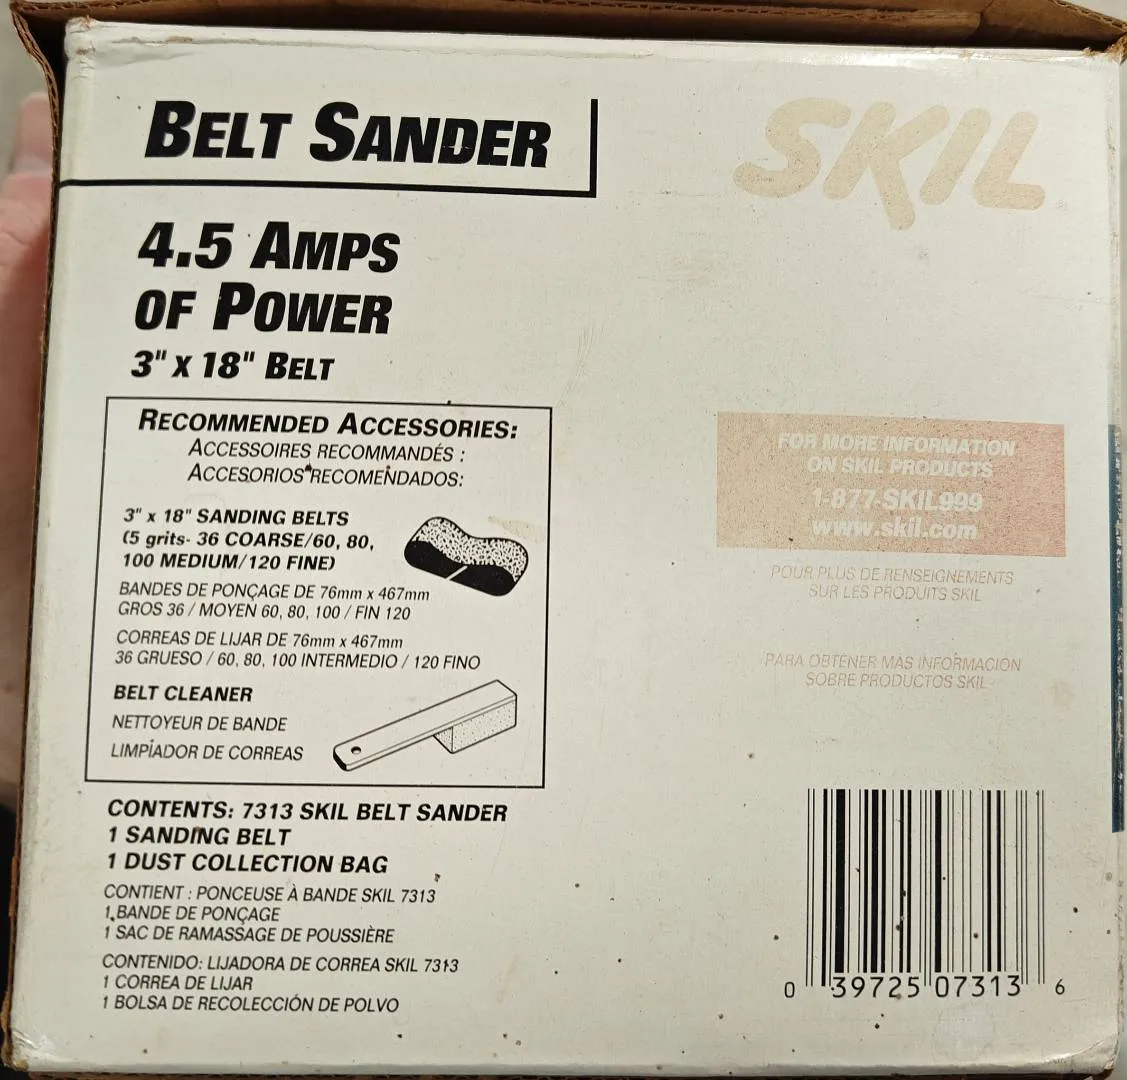 BELT SANDER
SKIL
4.5 AMPS
OF POWER
3" X 18" BELT
RECOMMENDED ACCESSORIES:
ACCESSOIRES RECOMMANDÉS :
ACCESORIOS RECOMENDADOS:
3" x 18" SANDING BELTS
(5 grits- 36 COARSE/60, 80,
100 MEDIUM/120 FINE)
BANDES DE PONÇAGE DE 76mm x 467mm
GROS 36 / MOYEN 60, 80, 100 / FIN 120
CORREAS DE LIJAR DE 76mm x 467mm
36 GRUESO / 60, 80, 100 INTERMEDIO / 120 FINO
BELT CLEANER
NETTOYEUR DE BANDE
LIMPIADOR DE CORREAS
CONTENTS: 7313 SKIL BELT SANDER
1 SANDING BELT
1 DUST COLLECTION BAG
CONTIENT : PONCEUSE À BANDE SKIL 7313
1 BANDE DE PONÇAGE
1 SAC DE RAMASSAGE DE POUSSIÈRE
CONTENIDO: LIJADORA DE CORREA SKIL 7313
1 CORREA DE LIJAR
1 BOLSA DE RECOLECCIÓN DE POLVO
FOR MORE INFORMATION
ON SKIL PRODUCTS
1-877-SKIL999
www.skil.com
POUR PLUS DE RENSEIGNEMENTS
SUR LES PRODUITS SKIL
PARA OBTENER MAS INFORMACION
SOBRE PRODUCTOS SKIL
0 39725 07313 6